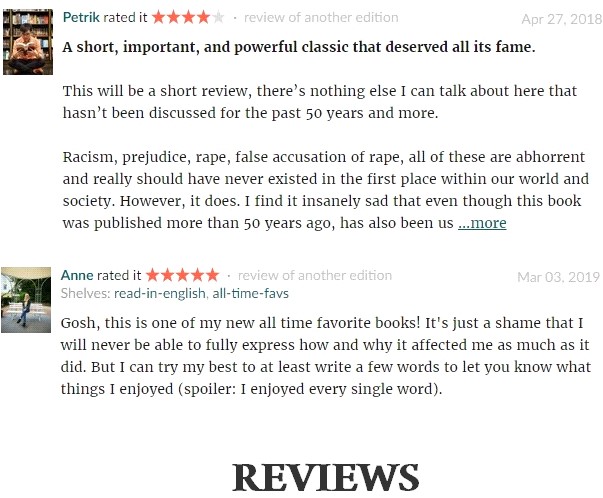 Petrik rated it ★★★★☆ · review of another edition Apr 27, 2018
A short, important, and powerful classic that deserved all its fame.
This will be a short review, there's nothing else I can talk about here that
hasn't been discussed for the past 50 years and more.
Racism, prejudice, rape, false accusation of rape, all of these are abhorrent
and really should have never existed in the first place within our world and
society. However, it does. I find it insanely sad that even though this book
was published more than 50 years ago, has also been us ...more
Anne rated it ★★★★★ · review of another edition Mar 03, 2019
Shelves: read-in-english, all-time-favs
Gosh, this is one of my new all time favorite books! It's just a shame that I
will never be able to fully express how and why it affected me as much as it
did. But I can try my best to at least write a few words to let you know what
things I enjoyed (spoiler: I enjoyed every single word).
REVIEWS